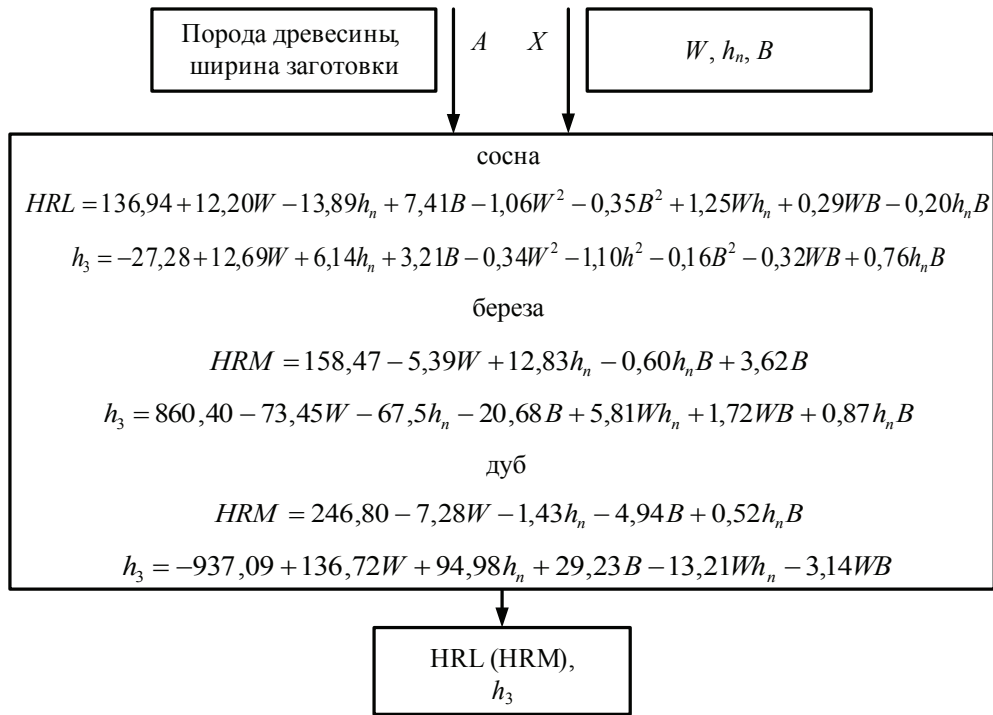 Порода древесины,
ширина заготовки
A
X
W, hₙ, B
сосна
HRL = 136,94 + 12,20W − 13,89hₙ + 7,41B − 1,06W² − 0,35B² + 1,25Whₙ + 0,29WB − 0,20hₙB
h₃ = −27,28 + 12,69W + 6,14hₙ + 3,21B − 0,34W² − 1,10h² − 0,16B² − 0,32WB + 0,76hₙB
береза
HRM = 158,47 − 5,39W + 12,83hₙ − 0,60hₙB + 3,62B
h₃ = 860,40 − 73,45W − 67,5hₙ − 20,68B + 5,81Whₙ + 1,72WB + 0,87hₙB
дуб
HRM = 246,80 − 7,28W − 1,43hₙ − 4,94B + 0,52hₙB
h₃ = −937,09 + 136,72W + 94,98hₙ + 29,23B − 13,21Whₙ − 3,14WB
HRL (HRM),
h₃